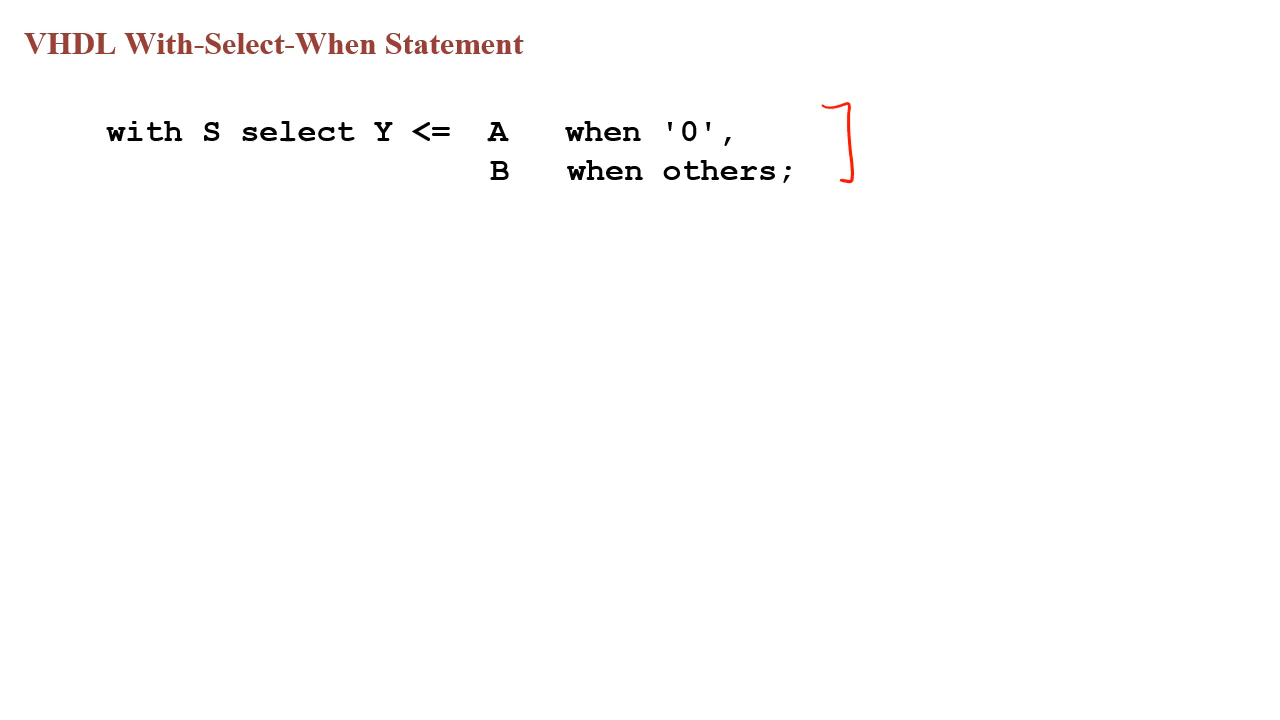 VHDL With-Select-When Statement
with S select Y <= A when '0',
B when others;